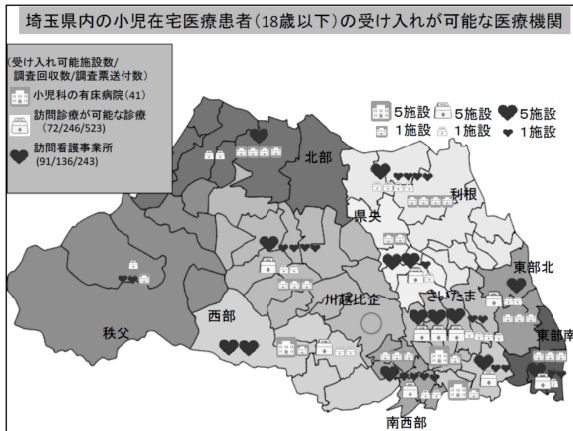 埼玉県内の小児在宅医療患者(18歳以下)の受け入れが可能な医療機関
(受け入れ可能施設数/
調査回収数/調査票送付数)
小児科の有床病院(41)
訪問診療が可能な診療
(72/246/523)
訪問看護事業所
(91/136/243)
5施設 5施設 5施設
1施設 1施設 1施設
北部
利根
県央
東部北
さいたま
川越比企
西部
秩父
東部南
南西部